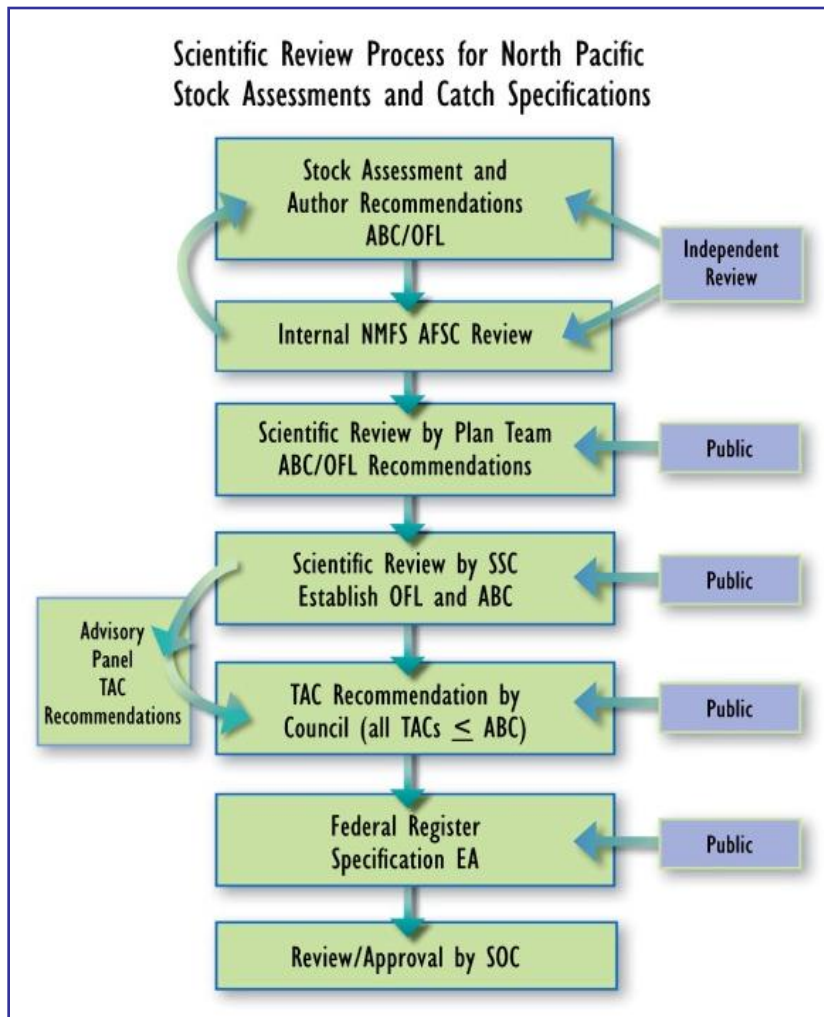 Scientific Review Process for North Pacific
Stock Assessments and Catch Specifications
Stock Assessment and
Author Recommendations
ABC/OFL
Independent
Review
Internal NMFS AFSC Review
Scientific Review by Plan Team
ABC/OFL Recommendations
Public
Scientific Review by SSC
Establish OFL and ABC
Public
Advisory
Panel
TAC
Recommendations
TAC Recommendation by
Council (all TACs ≤ ABC)
Public
Federal Register
Specification EA
Public
Review/Approval by SOC